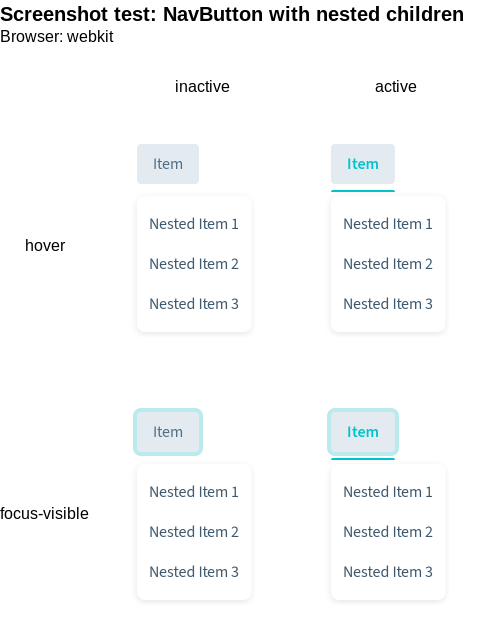 Screenshot test: NavButton with nested children
Browser: webkit
inactive active
Item Item
Nested Item 1 Nested Item 1
hover
Nested Item 2 Nested Item 2
Nested Item 3 Nested Item 3
Item Item
Nested Item 1 Nested Item 1
focus-visible
Nested Item 2 Nested Item 2
Nested Item 3 Nested Item 3